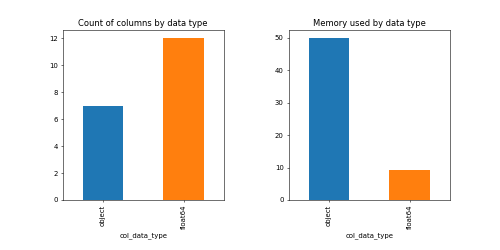 Count of columns by data type
12
10
8
6
4
2
0
object
float64
col_data_type
Memory used by data type
50
40
30
20
10
0
object
float64
col_data_type